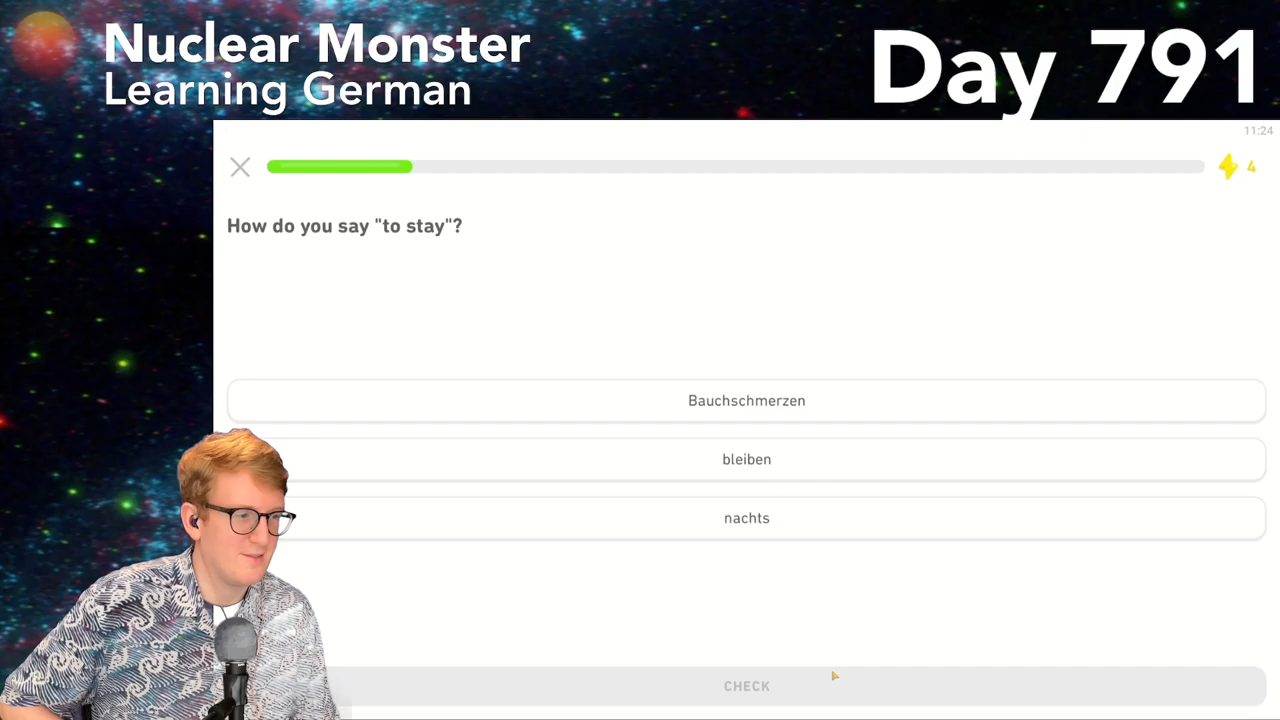 Nuclear Monster
Learning German
Day 791
11:24
4
How do you say "to stay"?
Bauchschmerzen
bleiben
nachts
CHECK